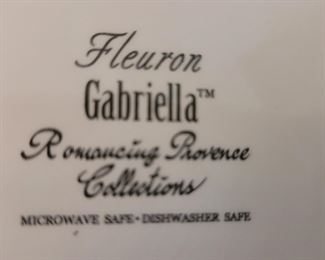 Fleuron
Gabriella™
Romancing Provence
Collections
MICROWAVE SAFE • DISHWASHER SAFE